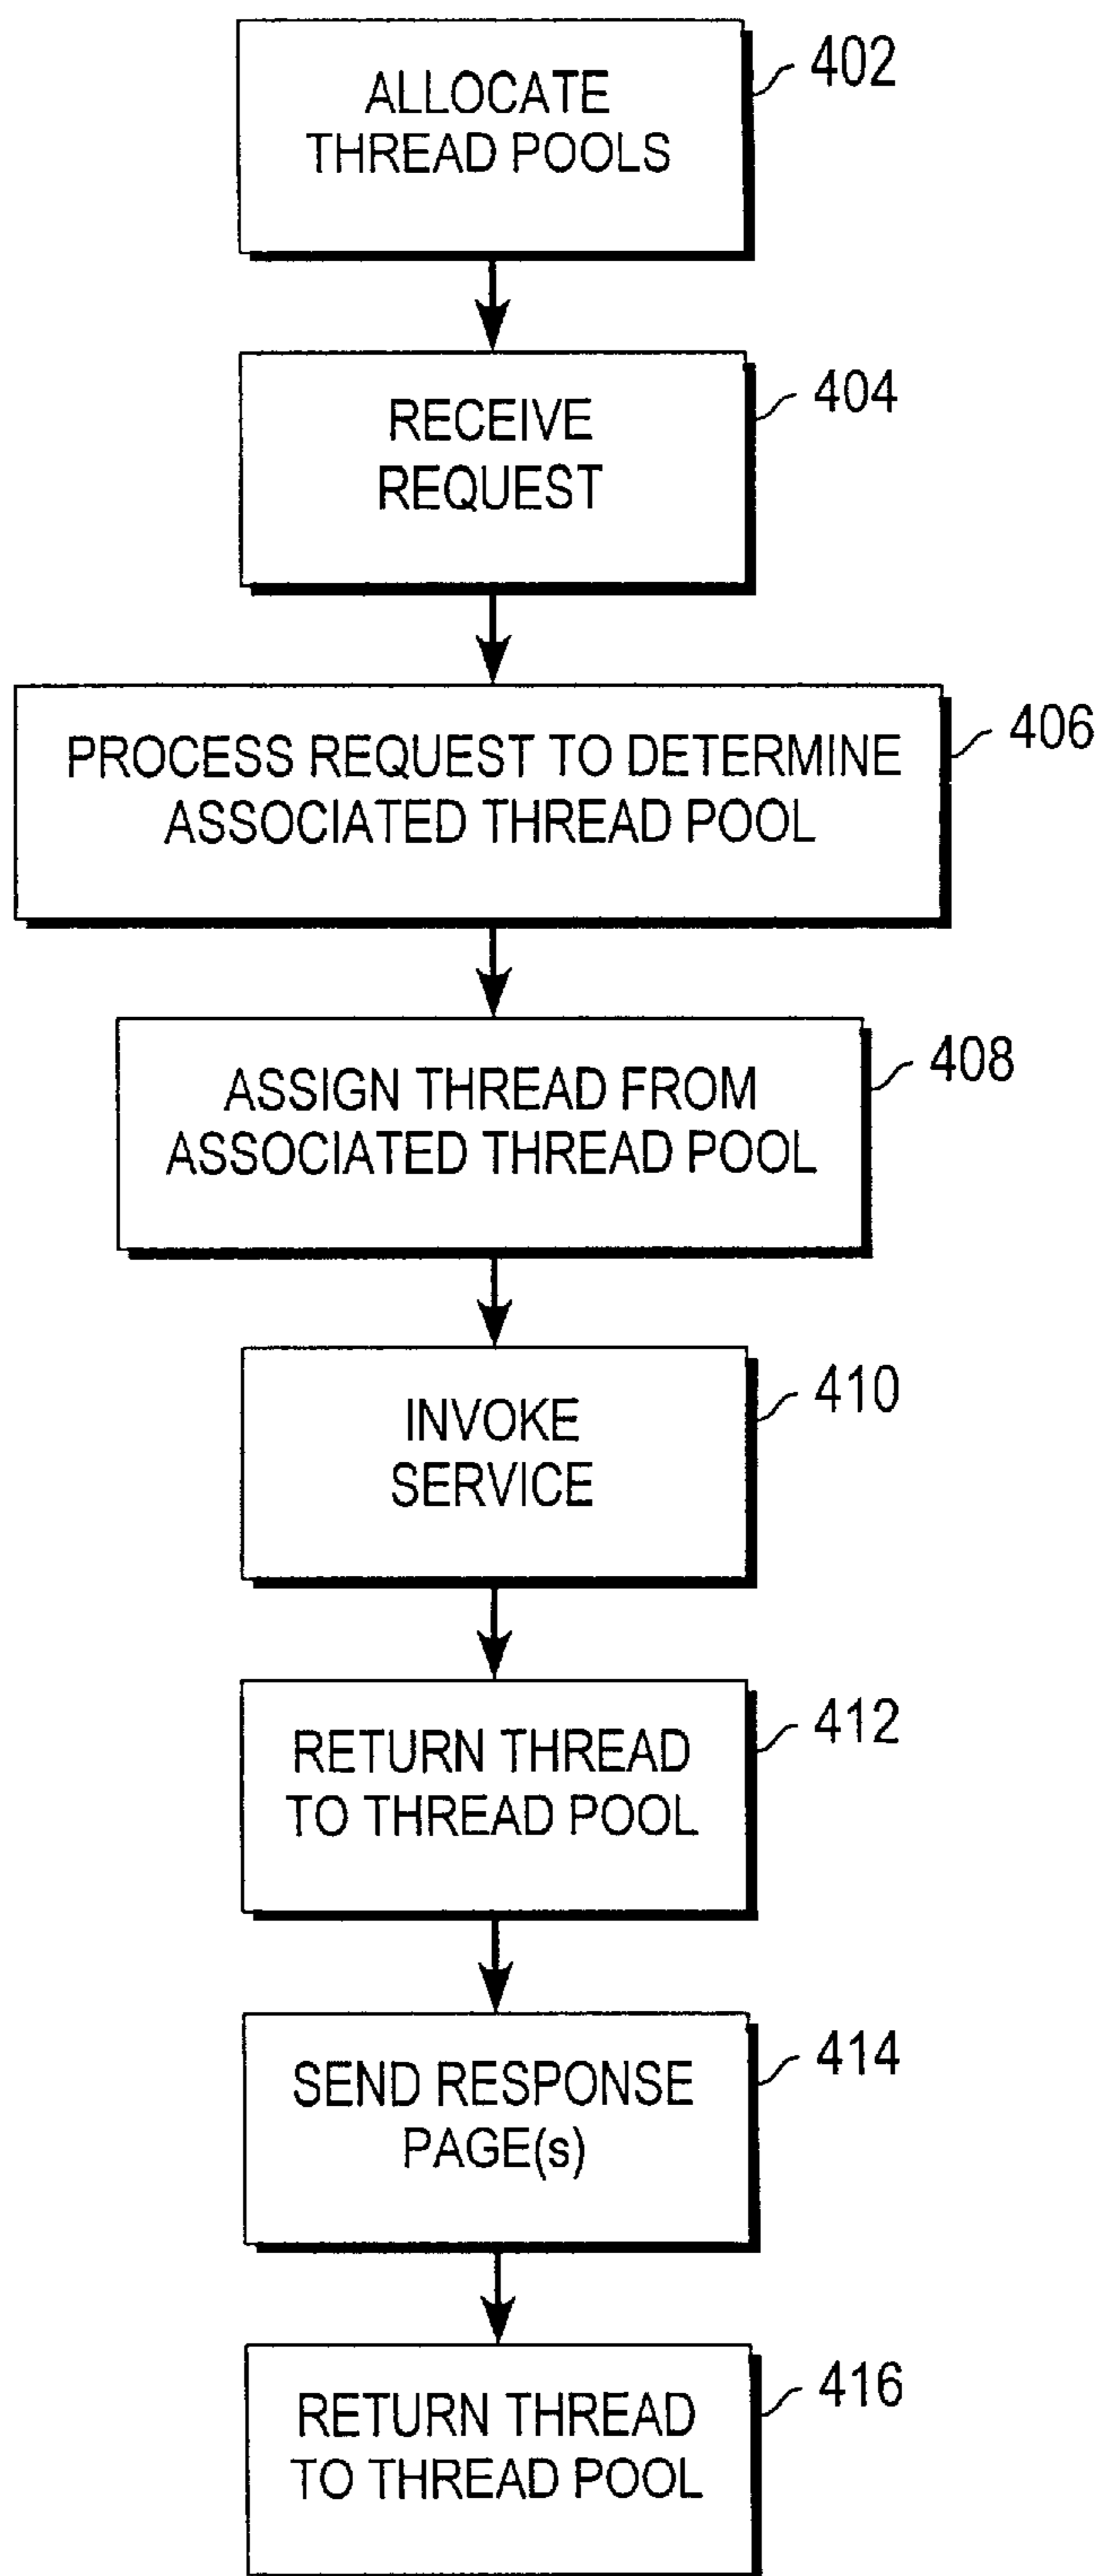 ALLOCATE
THREAD POOLS
402
RECEIVE
REQUEST
404
PROCESS REQUEST TO DETERMINE
ASSOCIATED THREAD POOL
406
ASSIGN THREAD FROM
ASSOCIATED THREAD POOL
408
INVOKE
SERVICE
410
RETURN THREAD
TO THREAD POOL
412
SEND RESPONSE
PAGE(s)
414
RETURN THREAD
TO THREAD POOL
416